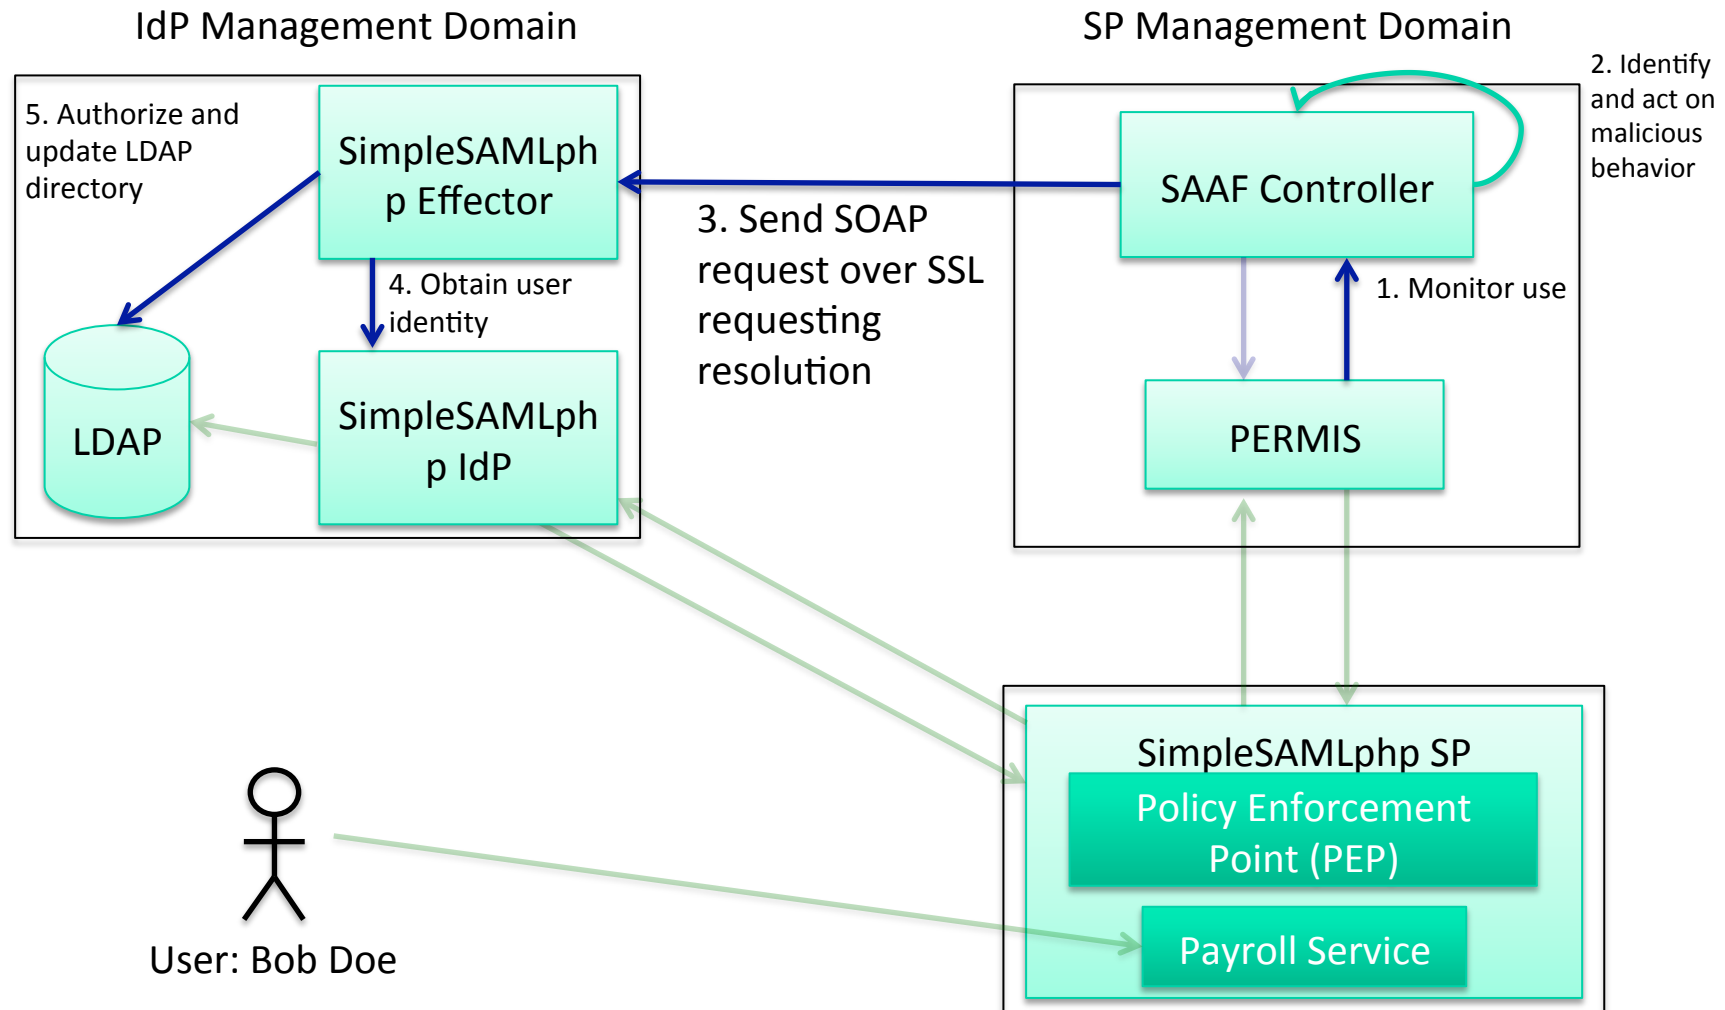 IdP Management Domain
SP Management Domain
5. Authorize and
update LDAP
directory
SimpleSAMLph
p Effector
4. Obtain user
identity
LDAP
SimpleSAMLph
p IdP
3. Send SOAP
request over SSL
requesting
resolution
2. Identify
and act on
malicious
behavior
SAAF Controller
1. Monitor use
PERMIS
SimpleSAMLphp SP
Policy Enforcement
Point (PEP)
Payroll Service
User: Bob Doe